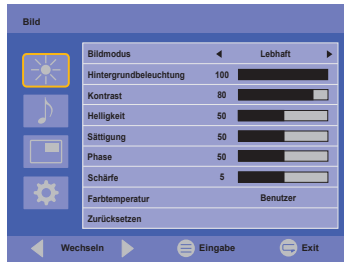 Bild
Bildmodus Lebhaft
Hintergrundbeleuchtung 100
Kontrast 80
Helligkeit 50
Sättigung 50
Phase 50
Schärfe 5
Farbtemperatur Benutzer
Zurücksetzen
Wechseln Eingabe Exit